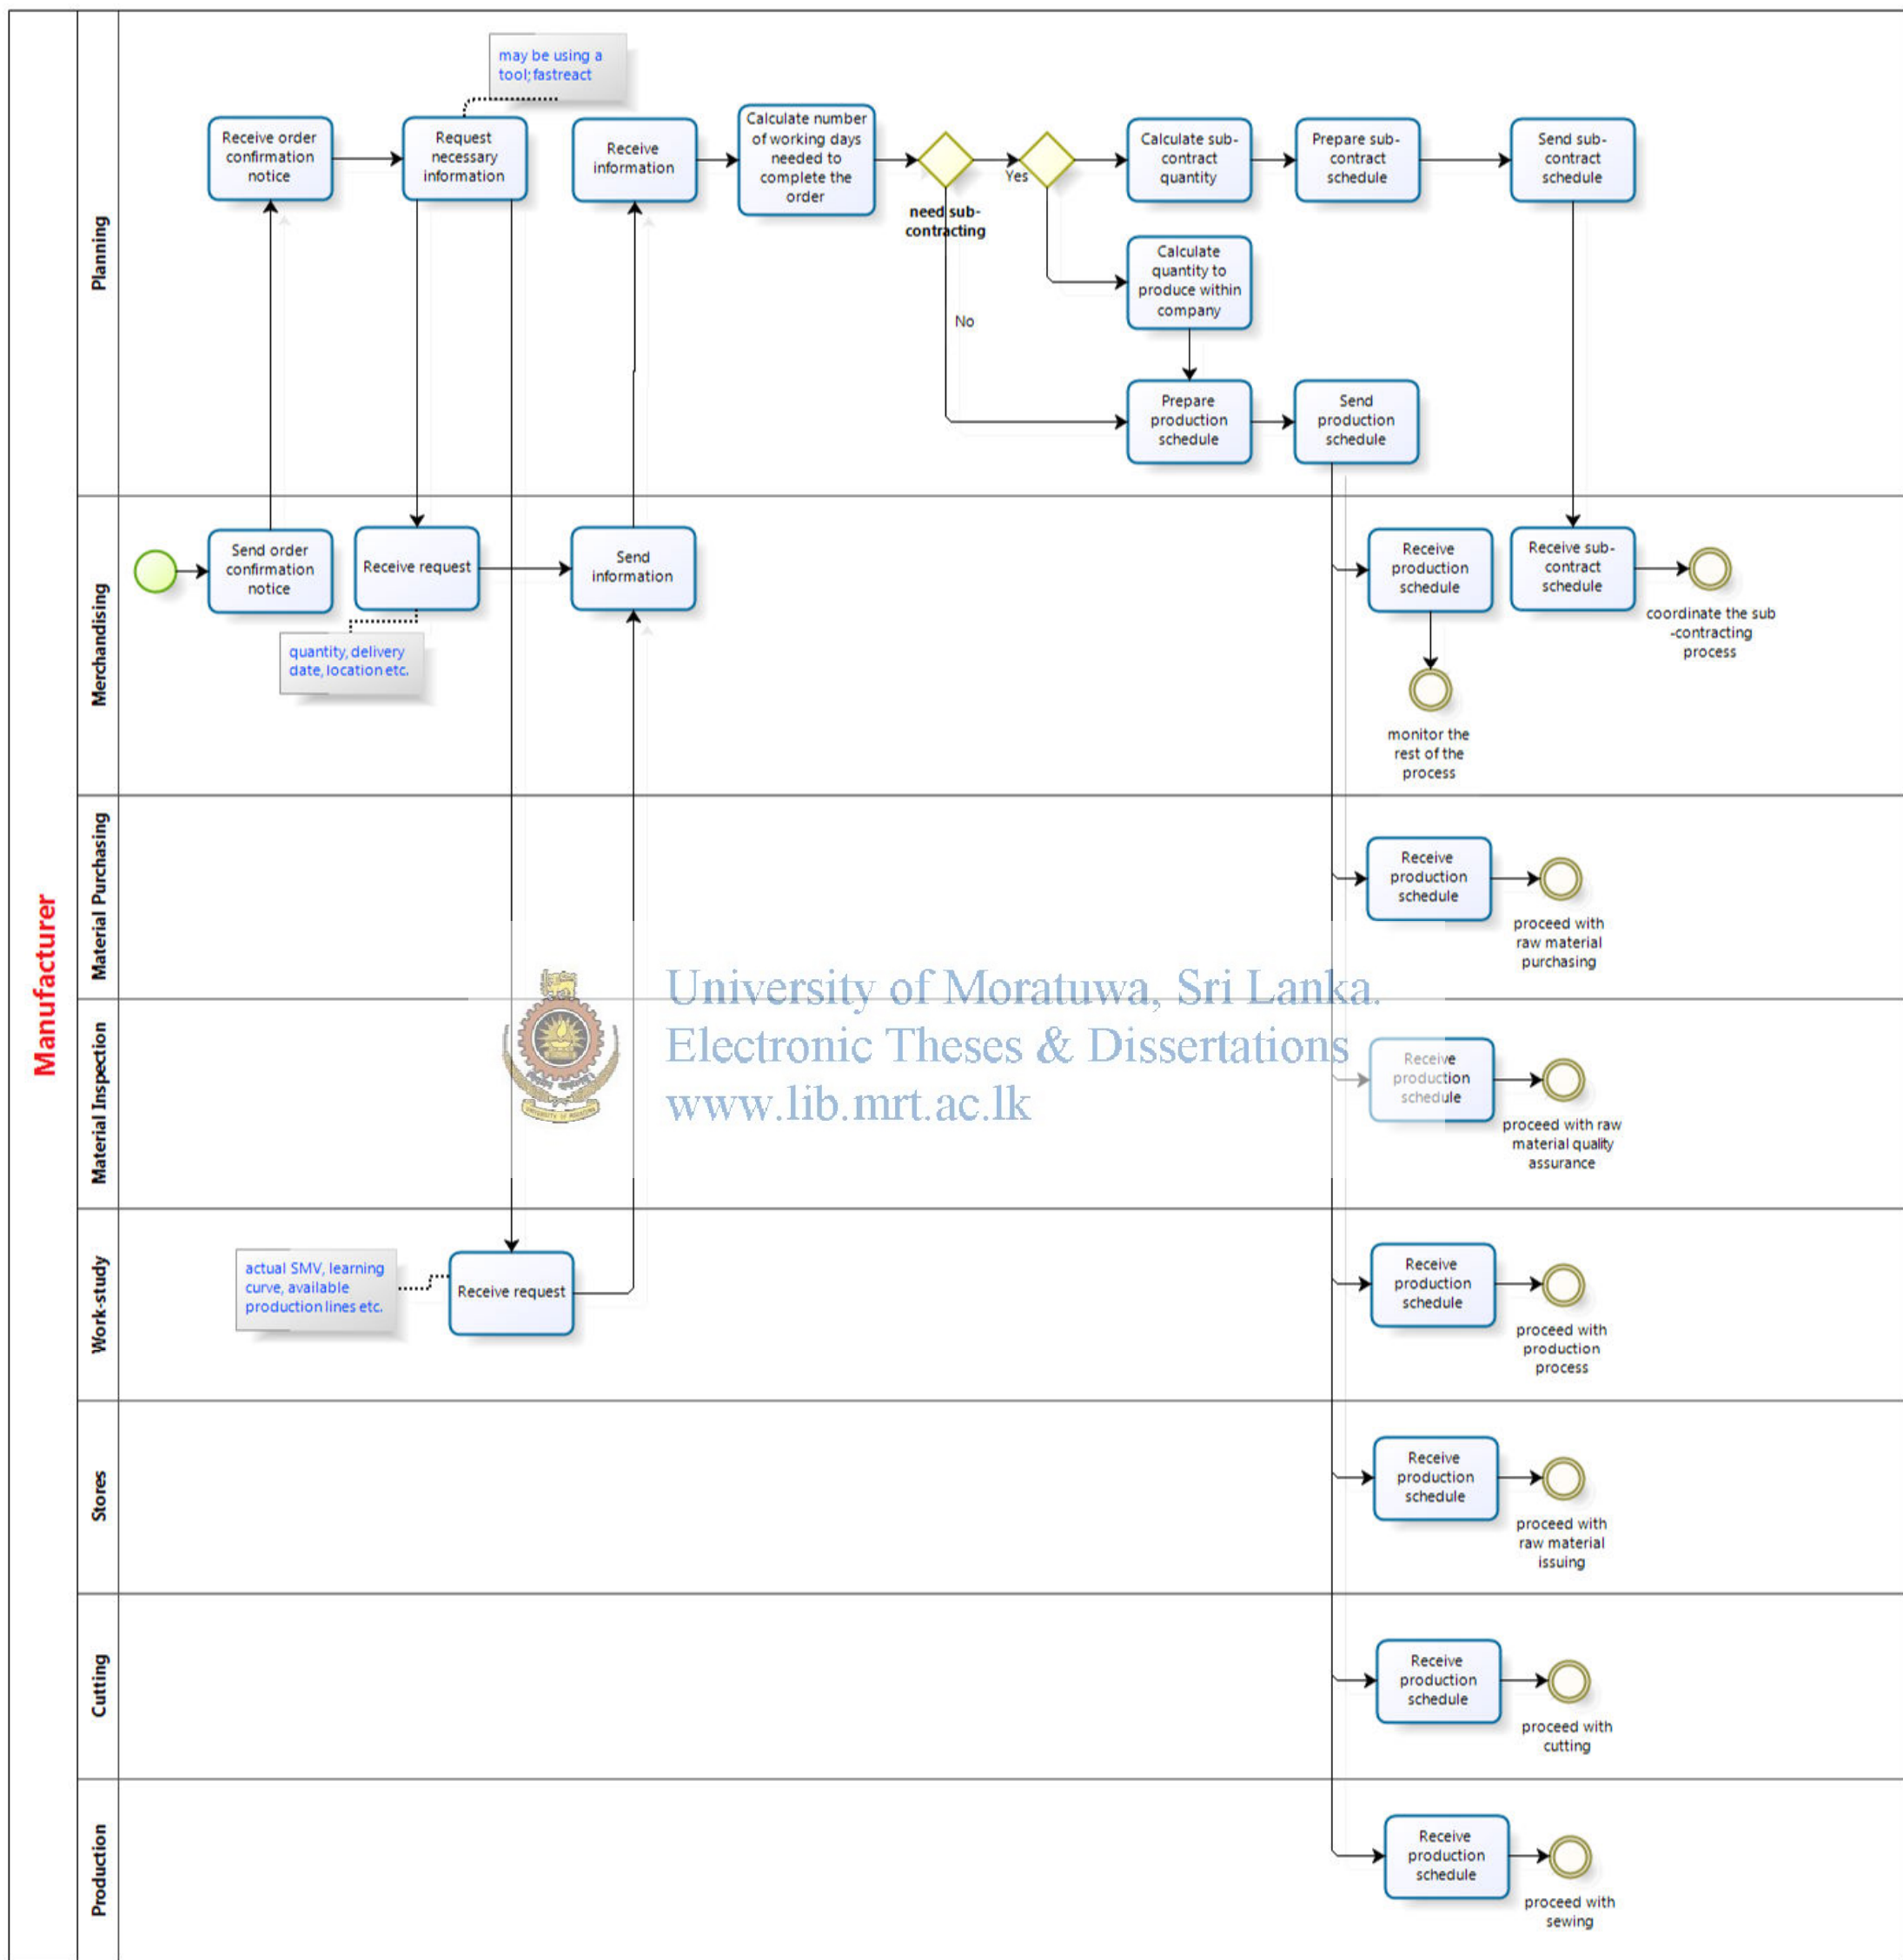 Manufacturer
Planning
may be using a
tool; fastreact
Receive order
confirmation
notice
Request
necessary
information
Receive
information
Calculate number
of working days
needed to
complete the
order
need sub-
contracting
Yes
No
Calculate sub-
contract
quantity
Prepare sub-
contract
schedule
Send sub-
contract
schedule
Calculate
quantity to
produce within
company
Prepare
production
schedule
Send
production
schedule
Merchandising
Send order
confirmation
notice
Receive request
quantity, delivery
date, location etc.
Send
information
Receive
production
schedule
monitor the
rest of the
process
Receive sub-
contract
schedule
coordinate the sub
-contracting
process
Material Purchasing
Receive
production
schedule
proceed with
raw material
purchasing
University of Moratuwa, Sri Lanka.
Electronic Theses & Dissertations
www.lib.mrt.ac.lk
Material Inspection
Receive
production
schedule
proceed with raw
material quality
assurance
Work-study
actual SMV, learning
curve, available
production lines etc.
Receive request
Receive
production
schedule
proceed with
production
process
Stores
Receive
production
schedule
proceed with
raw material
issuing
Cutting
Receive
production
schedule
proceed with
cutting
Production
Receive
production
schedule
proceed with
sewing